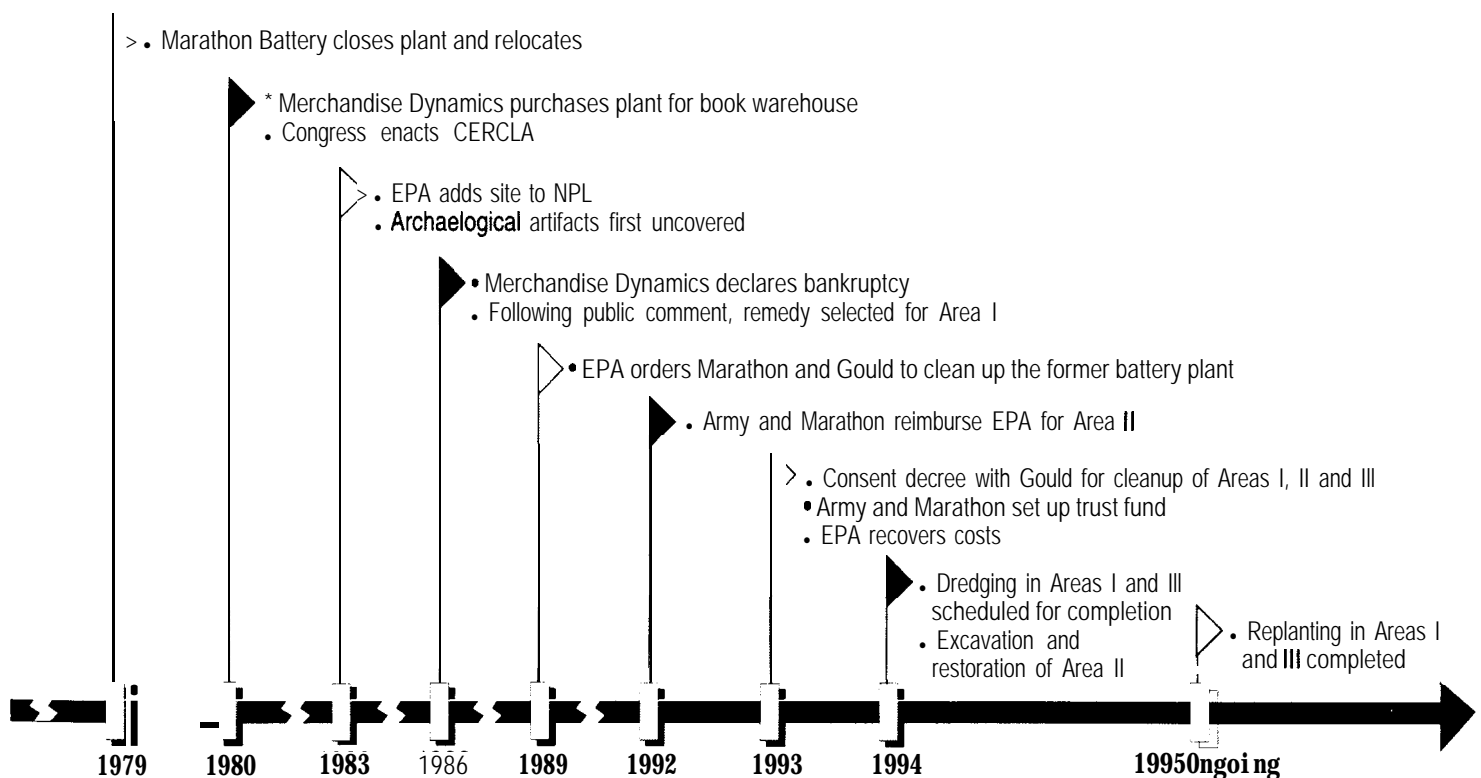 > • Marathon Battery closes plant and relocates
* Merchandise Dynamics purchases plant for book warehouse
• Congress enacts CERCLA
• EPA adds site to NPL
• Archaelogical artifacts first uncovered
• Merchandise Dynamics declares bankruptcy
• Following public comment, remedy selected for Area I
• EPA orders Marathon and Gould to clean up the former battery plant
• Army and Marathon reimburse EPA for Area II
• Consent decree with Gould for cleanup of Areas I, II and III
• Army and Marathon set up trust fund
• EPA recovers costs
• Dredging in Areas I and III
scheduled for completion
• Excavation and
restoration of Area II
• Replanting in Areas I
and III completed
1979 1980 1983 1986 1989 1992 1993 1994 19950ngoing